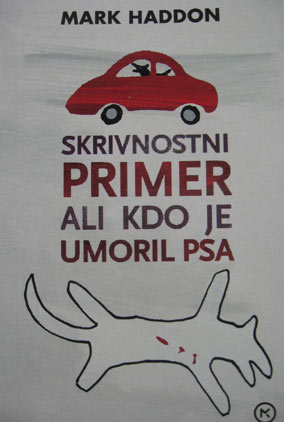 MARK HADDON
SKRIVNOSTNI
PRIMER
ALI KDO JE
UMORIL PSA
M